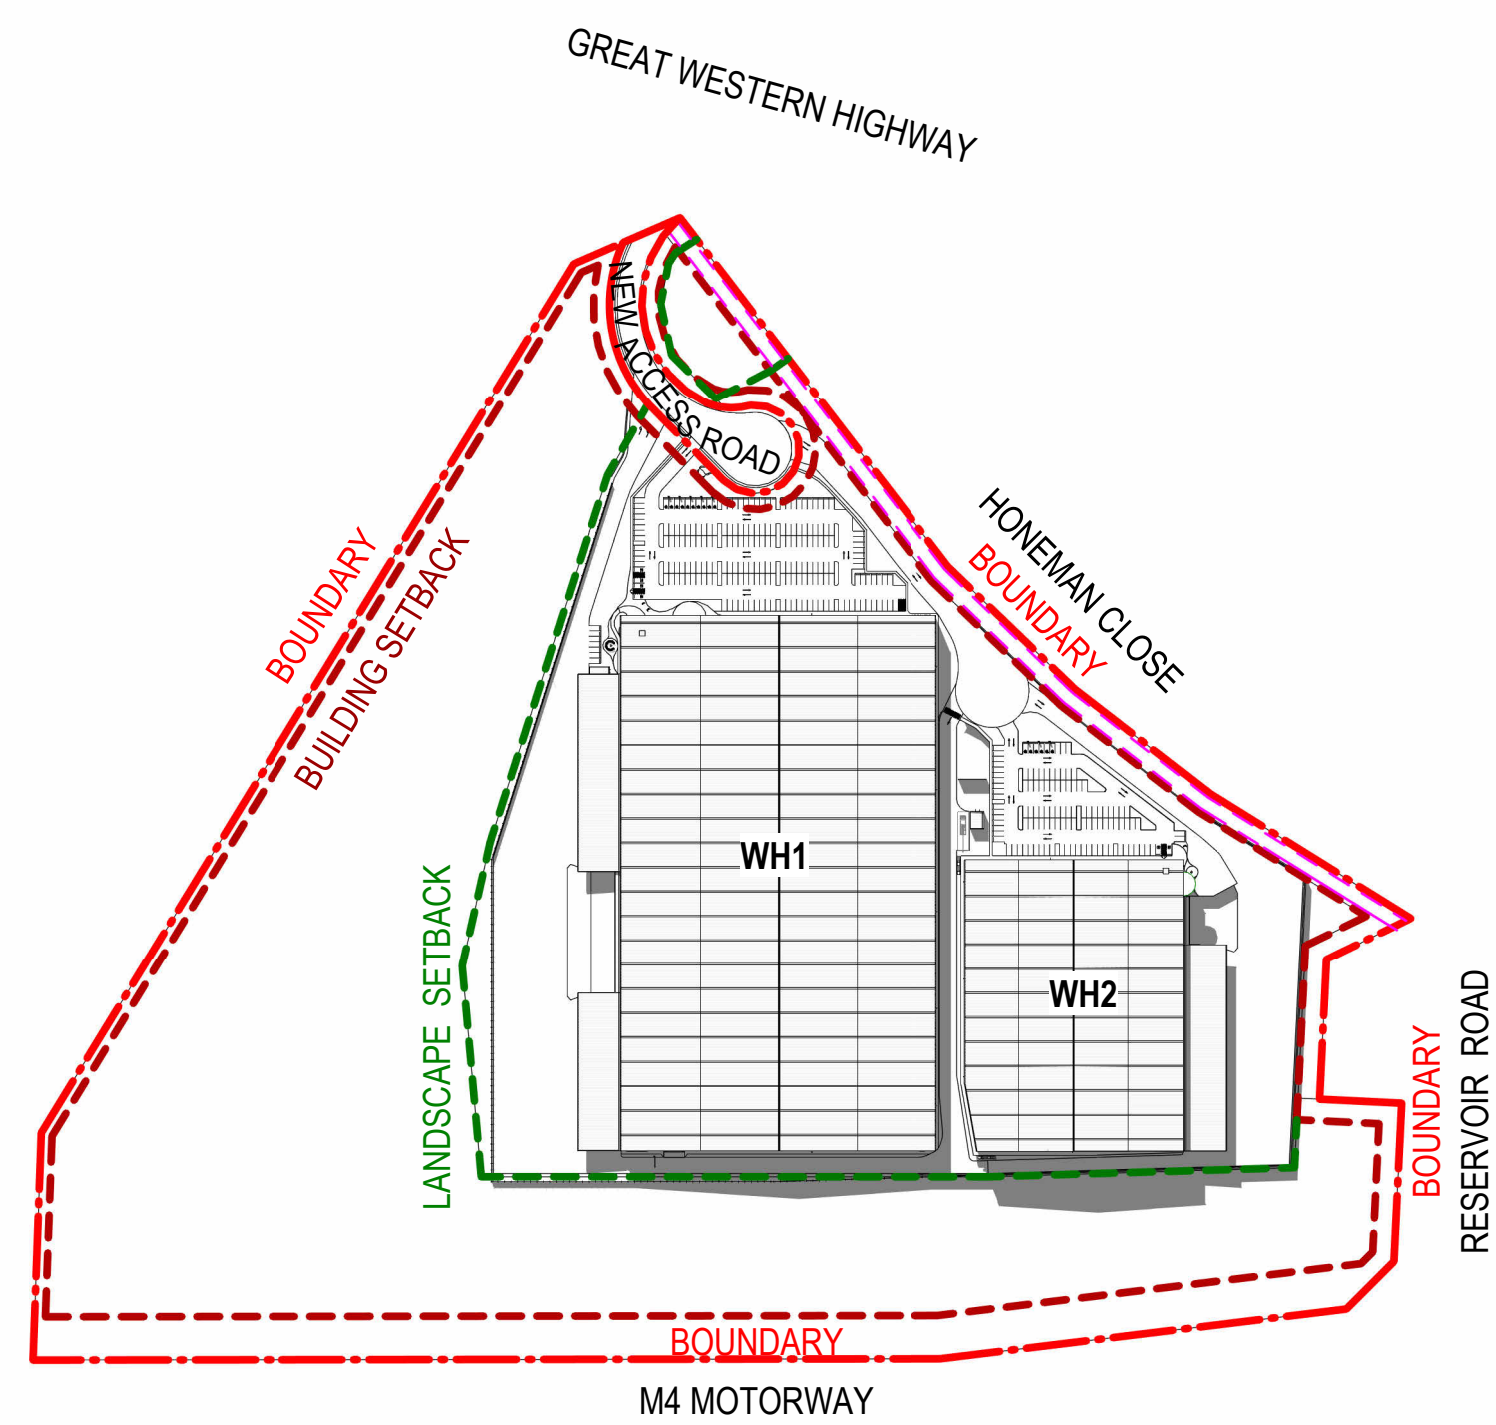 GREAT WESTERN HIGHWAY
NEW ACCESS ROAD
HONEMAN CLOSE
BOUNDARY
BOUNDARY
BUILDING SETBACK
WH1
LANDSCAPE SETBACK
WH2
BOUNDARY
RESERVOIR ROAD
BOUNDARY
M4 MOTORWAY